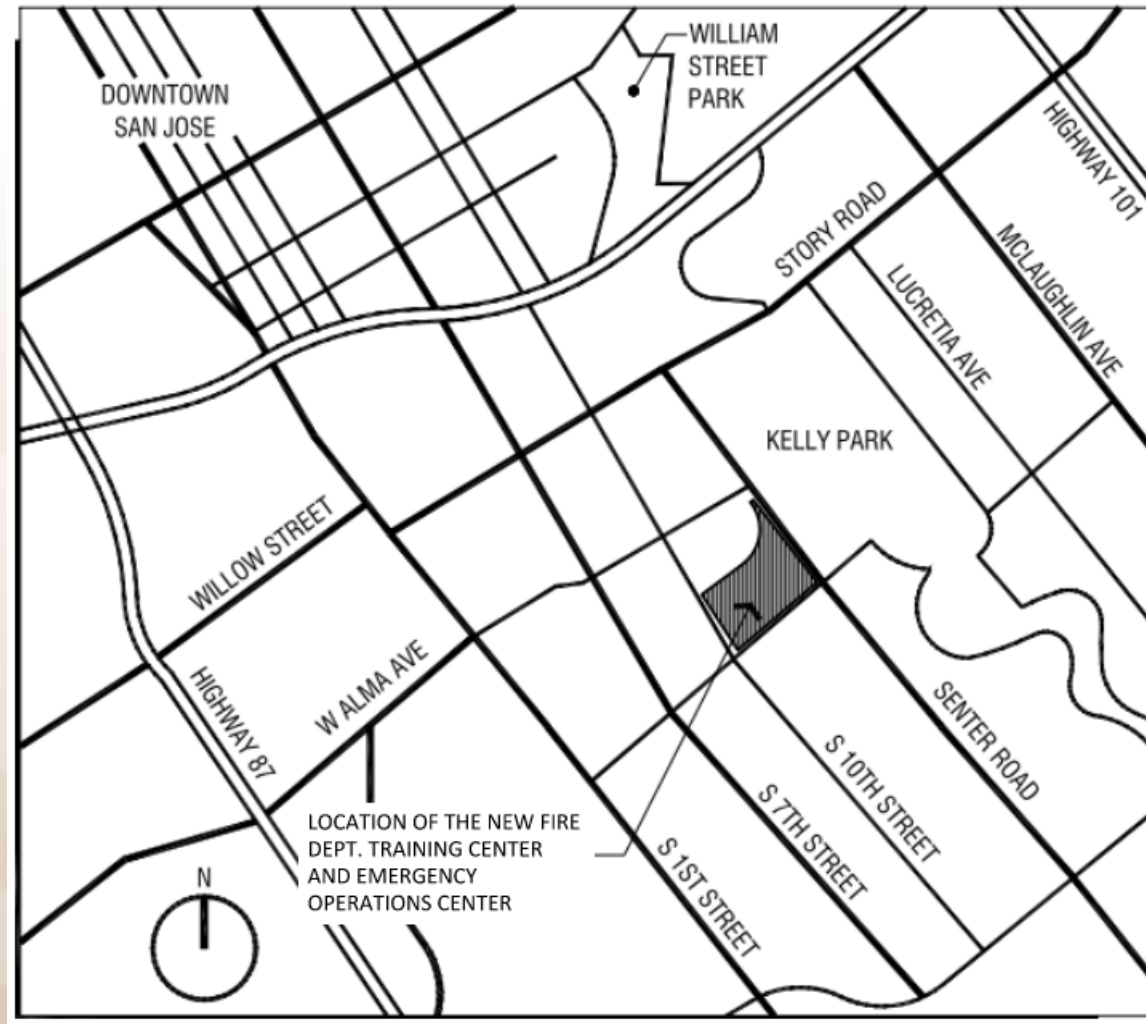 WILLIAM
STREET
PARK
DOWNTOWN
SAN JOSE
HIGHWAY 101
STORY ROAD
MCLAUGHLIN AVE
LUCRETIA AVE
KELLY PARK
WILLOW STREET
W ALMA AVE
HIGHWAY 87
SENTER ROAD
S 10TH STREET
S 7TH STREET
S 1ST STREET
LOCATION OF THE NEW FIRE
DEPT. TRAINING CENTER
AND EMERGENCY
OPERATIONS CENTER
N